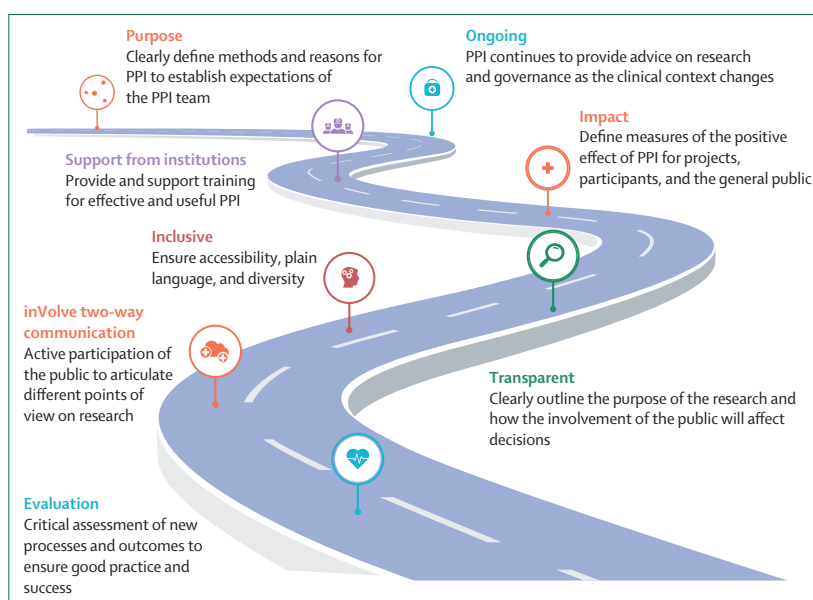 Purpose
Clearly define methods and reasons for
PPI to establish expectations of
the PPI team
Ongoing
PPI continues to provide advice on research
and governance as the clinical context changes
Support from institutions
Provide and support training
for effective and useful PPI
Impact
Define measures of the positive
effect of PPI for projects,
participants, and the general public
Inclusive
Ensure accessibility, plain
language, and diversity
inVolve two-way
communication
Active participation of
the public to articulate
different points of
view on research
Transparent
Clearly outline the purpose of the research and
how the involvement of the public will affect
decisions
Evaluation
Critical assessment of new
processes and outcomes to
ensure good practice and
success